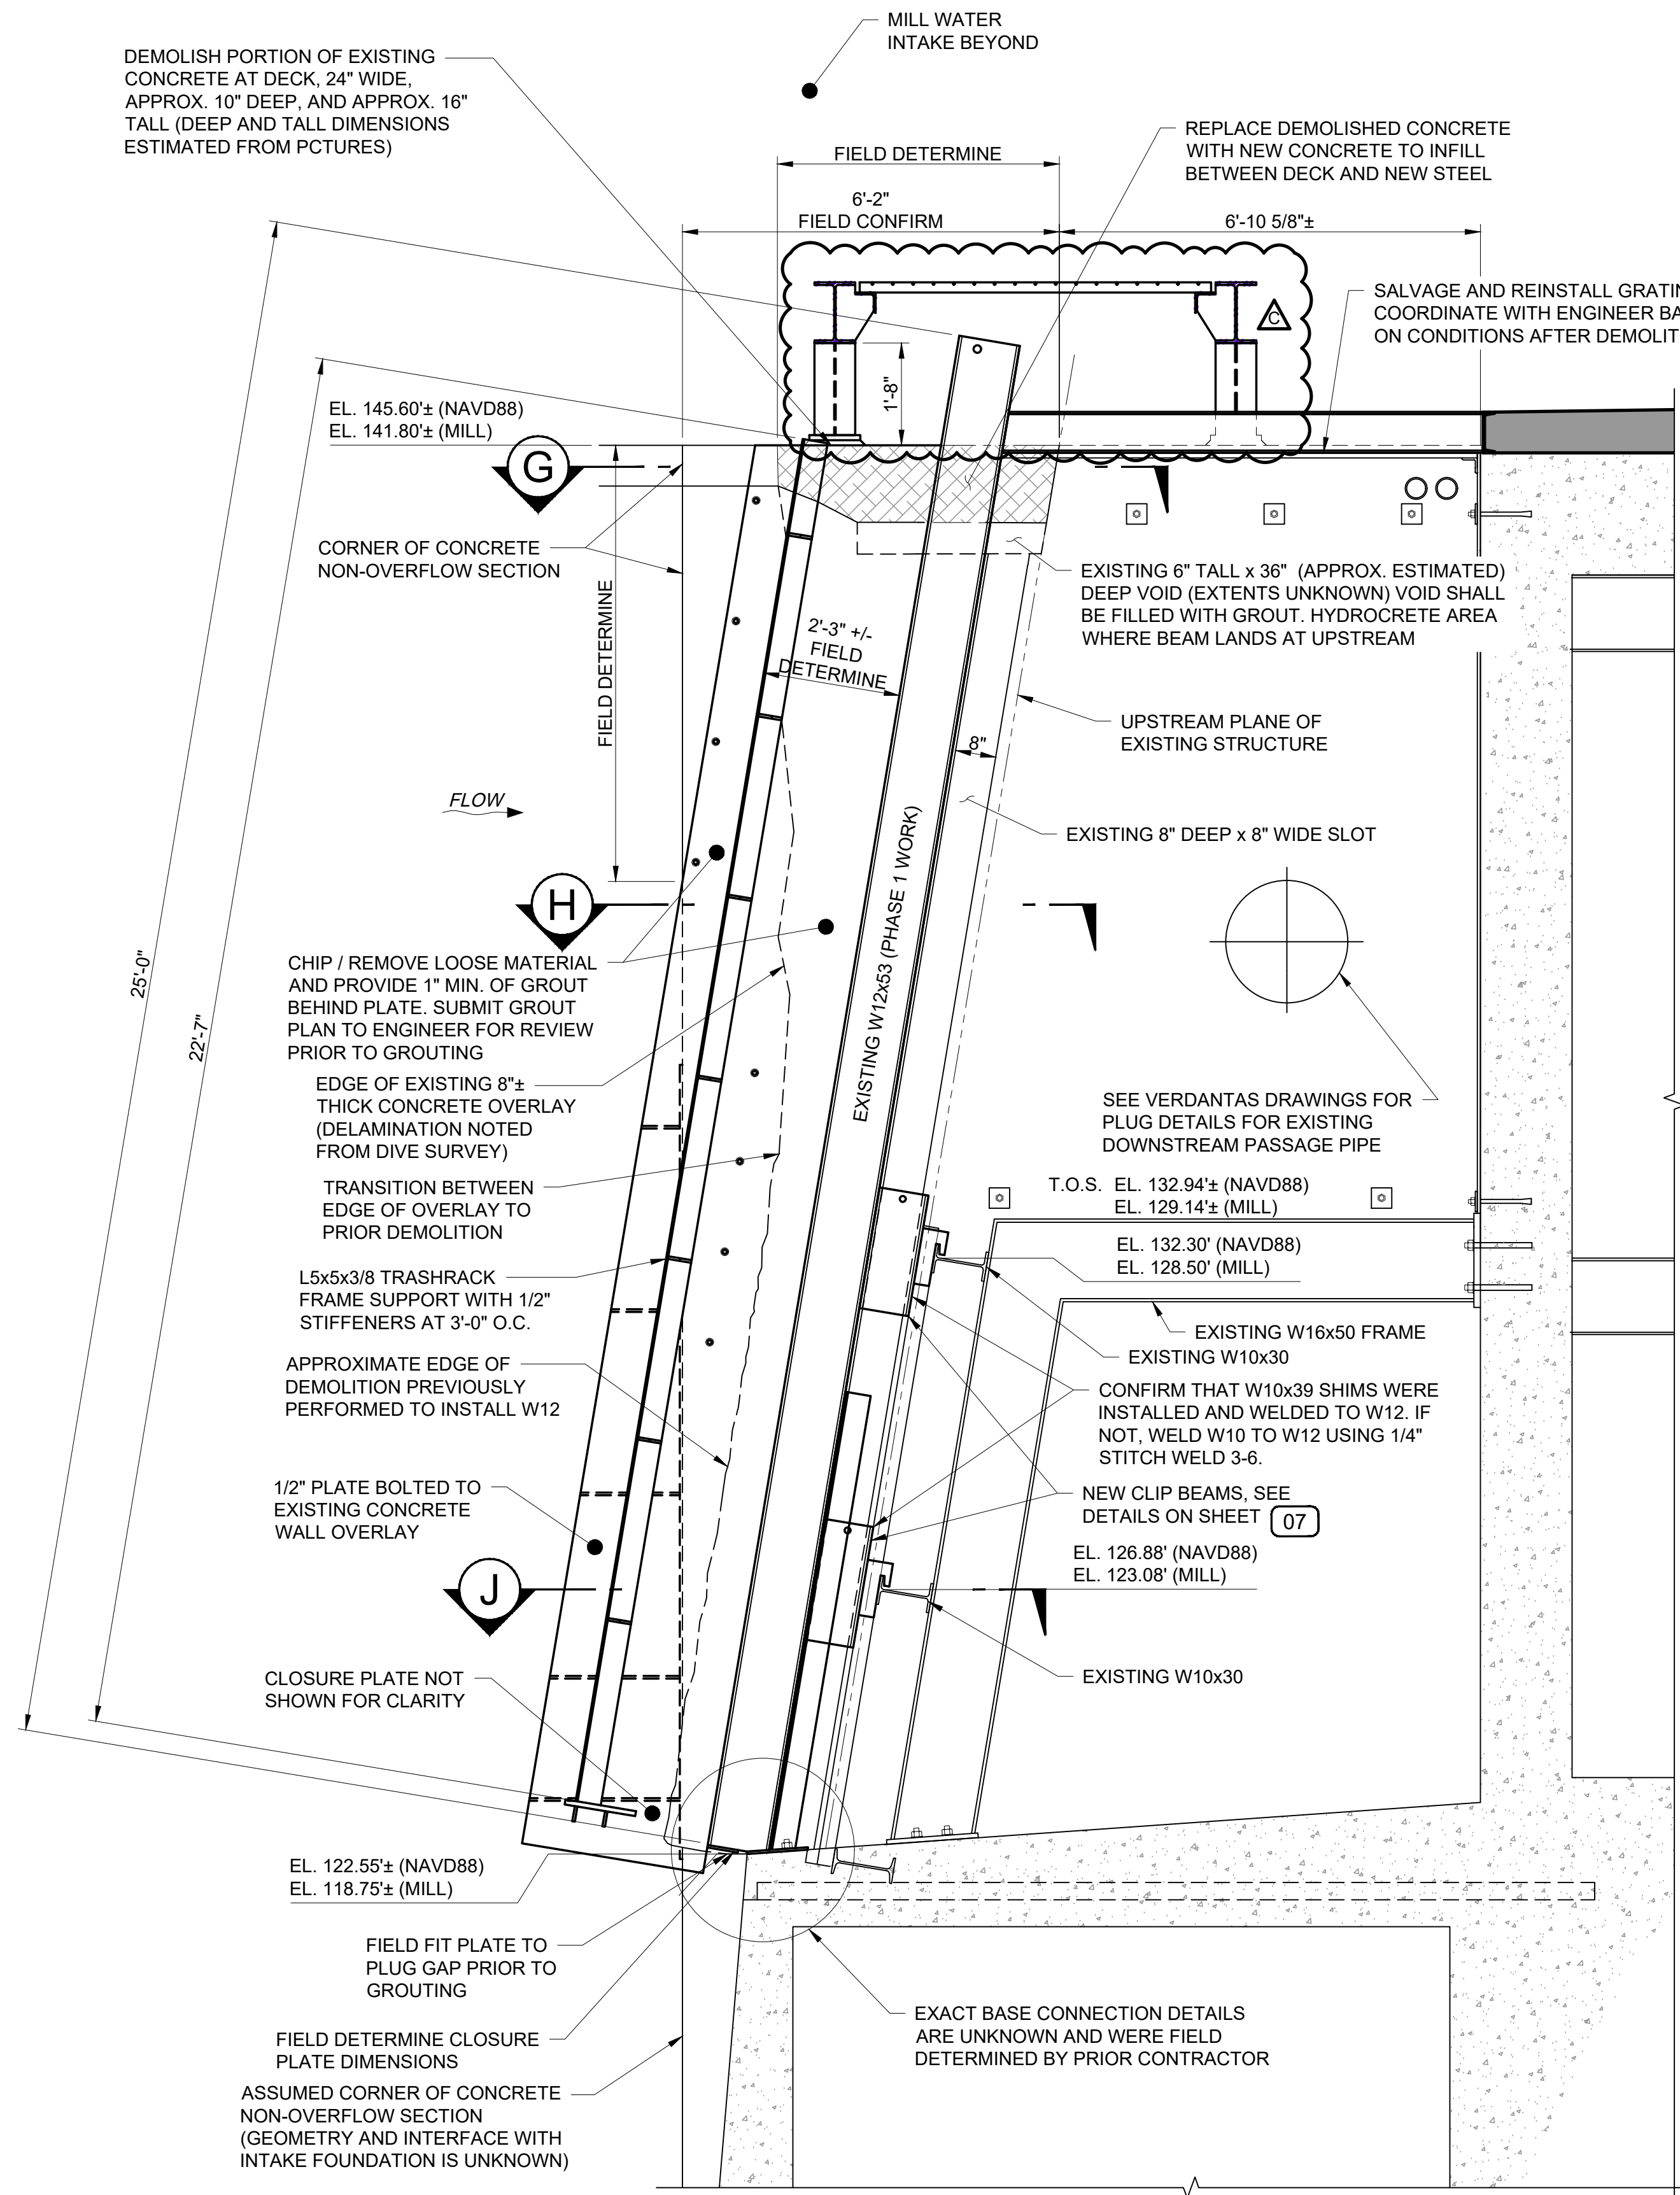 MILL WATER
INTAKE BEYOND
DEMOLISH PORTION OF EXISTING
CONCRETE AT DECK, 24" WIDE,
APPROX. 10" DEEP, AND APPROX. 16"
TALL (DEEP AND TALL DIMENSIONS
ESTIMATED FROM PCTURES)
REPLACE DEMOLISHED CONCRETE
WITH NEW CONCRETE TO INFILL
BETWEEN DECK AND NEW STEEL
FIELD DETERMINE
6'-2"
FIELD CONFIRM
6'-10 5/8"±
SALVAGE AND REINSTALL GRATIN
COORDINATE WITH ENGINEER BA
ON CONDITIONS AFTER DEMOLIT
C
1'-8"
EL. 145.60'± (NAVD88)
EL. 141.80'± (MILL)
G
CORNER OF CONCRETE
NON-OVERFLOW SECTION
FIELD DETERMINE
EXISTING 6" TALL x 36" (APPROX. ESTIMATED)
DEEP VOID (EXTENTS UNKNOWN) VOID SHALL
BE FILLED WITH GROUT. HYDROCRETE AREA
WHERE BEAM LANDS AT UPSTREAM
2'-3" +/-
FIELD
DETERMINE
UPSTREAM PLANE OF
EXISTING STRUCTURE
8"
FLOW
EXISTING 8" DEEP x 8" WIDE SLOT
EXISTING W12x53 (PHASE 1 WORK)
H
25'-0"
22'-7"
CHIP / REMOVE LOOSE MATERIAL
AND PROVIDE 1" MIN. OF GROUT
BEHIND PLATE. SUBMIT GROUT
PLAN TO ENGINEER FOR REVIEW
PRIOR TO GROUTING
EDGE OF EXISTING 8"±
THICK CONCRETE OVERLAY
(DELAMINATION NOTED
FROM DIVE SURVEY)
SEE VERDANTAS DRAWINGS FOR
PLUG DETAILS FOR EXISTING
DOWNSTREAM PASSAGE PIPE
TRANSITION BETWEEN
EDGE OF OVERLAY TO
PRIOR DEMOLITION
T.O.S. EL. 132.94'± (NAVD88)
EL. 129.14'± (MILL)
EL. 132.30' (NAVD88)
EL. 128.50' (MILL)
L5x5x3/8 TRASHRACK
FRAME SUPPORT WITH 1/2"
STIFFENERS AT 3'-0" O.C.
EXISTING W16x50 FRAME
EXISTING W10x30
APPROXIMATE EDGE OF
DEMOLITION PREVIOUSLY
PERFORMED TO INSTALL W12
CONFIRM THAT W10x39 SHIMS WERE
INSTALLED AND WELDED TO W12. IF
NOT, WELD W10 TO W12 USING 1/4"
STITCH WELD 3-6.
1/2" PLATE BOLTED TO
EXISTING CONCRETE
WALL OVERLAY
NEW CLIP BEAMS, SEE
DETAILS ON SHEET 07
EL. 126.88' (NAVD88)
EL. 123.08' (MILL)
J
CLOSURE PLATE NOT
SHOWN FOR CLARITY
EXISTING W10x30
EL. 122.55'± (NAVD88)
EL. 118.75'± (MILL)
FIELD FIT PLATE TO
PLUG GAP PRIOR TO
GROUTING
EXACT BASE CONNECTION DETAILS
ARE UNKNOWN AND WERE FIELD
DETERMINED BY PRIOR CONTRACTOR
FIELD DETERMINE CLOSURE
PLATE DIMENSIONS
ASSUMED CORNER OF CONCRETE
NON-OVERFLOW SECTION
(GEOMETRY AND INTERFACE WITH
INTAKE FOUNDATION IS UNKNOWN)